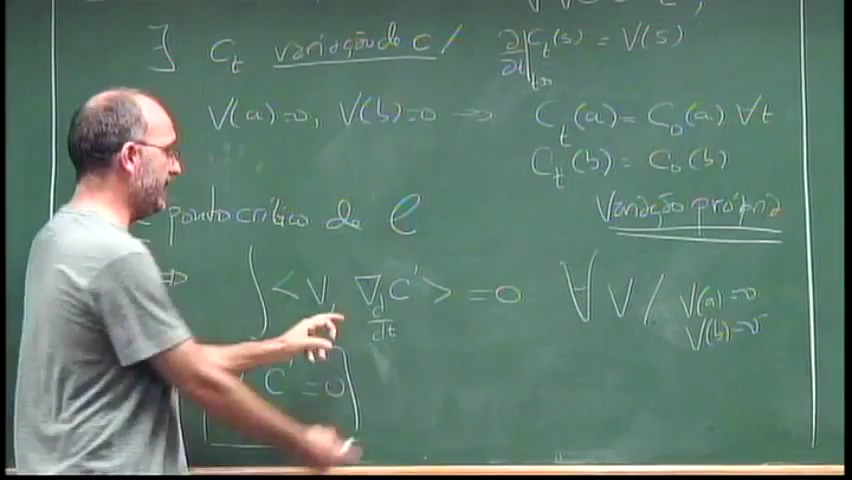 ∃ C_t variação de c / ∂/∂t|_{t=0} C_t(s) = V(s)
V(a)=0, V(b)=0 ⟹ C_t(a) = C_0(a) ∀t
C_t(b) = C_0(b)
Variação própria
ponto crítico de e
⟹ ∫ <V, ∇_{d/dt} C'> = 0 ∀ V / V(a)=0
V(b)=0
C' = 0